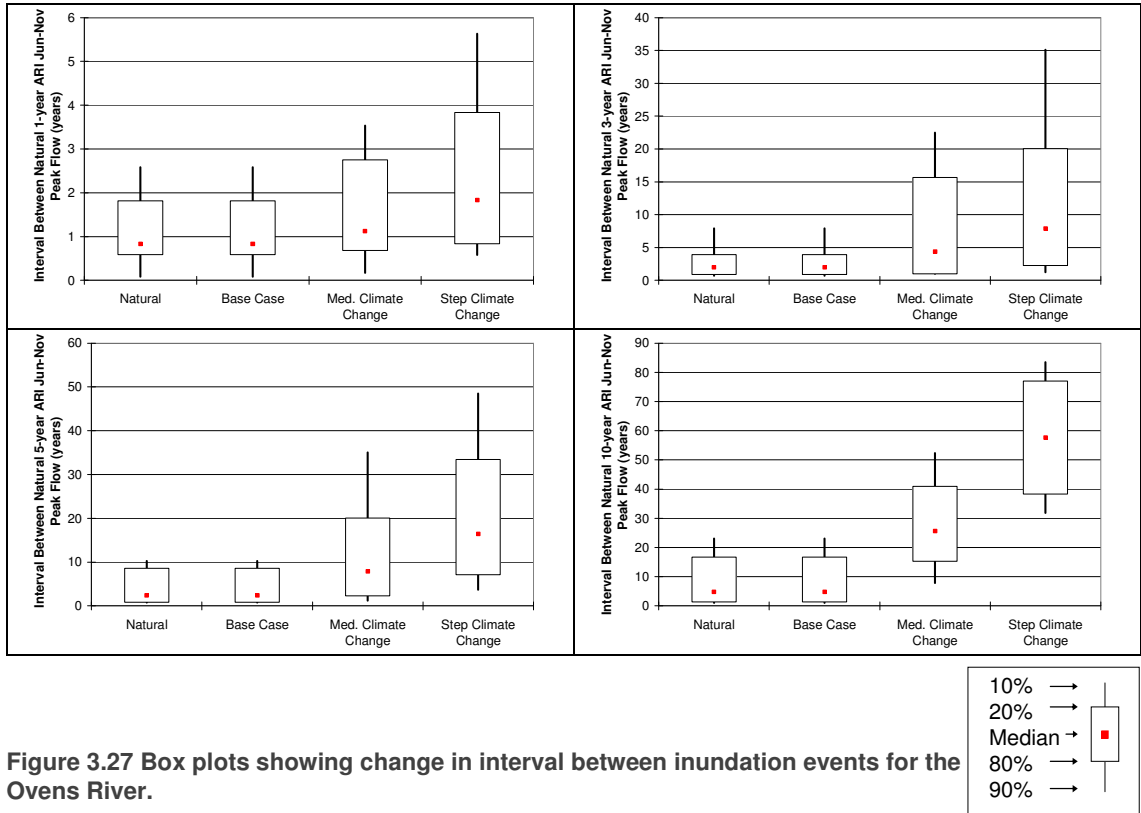 Interval Between Natural 1-year ARI Jun-Nov
Peak Flow (years)
6
5
4
3
2
1
0
Natural
Base Case
Med. Climate
Change
Step Climate
Change
Interval Between Natural 3-year ARI Jun-Nov
Peak Flow (years)
40
35
30
25
20
15
10
5
0
Natural
Base Case
Med. Climate
Change
Step Climate
Change
Interval Between Natural 5-year ARI Jun-Nov
Peak Flow (years)
60
50
40
30
20
10
0
Natural
Base Case
Med. Climate
Change
Step Climate
Change
Interval Between Natural 10-year ARI Jun-Nov
Peak Flow (years)
90
80
70
60
50
40
30
20
10
0
Natural
Base Case
Med. Climate
Change
Step Climate
Change
10%
20%
Median
80%
90%
Figure 3.27 Box plots showing change in interval between inundation events for the
Ovens River.